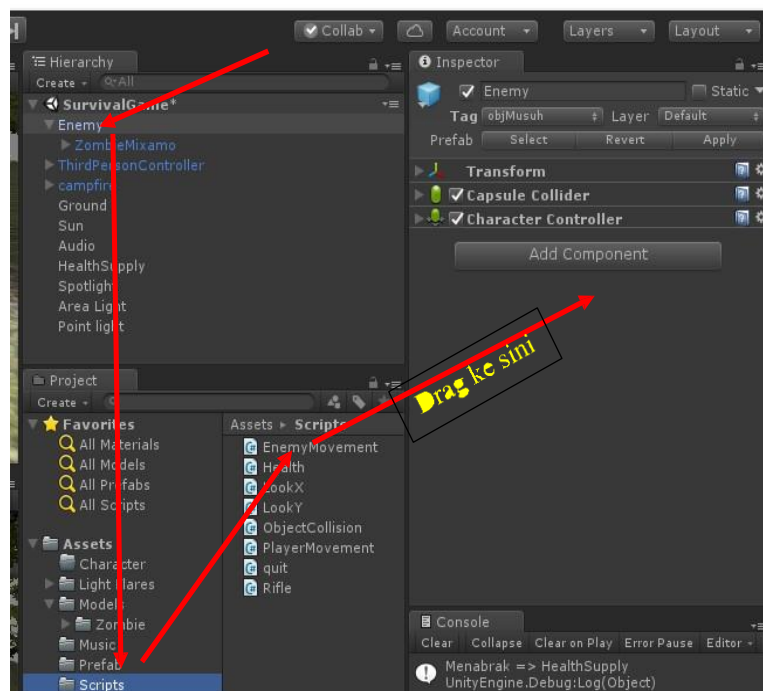 Collab
Account
Layers
Layout
Hierarchy
Create
All
SurvivalGame*
Enemy
ZombieMixamo
ThirdPersonController
campfire
Ground
Sun
Audio
HealthSupply
Spotlight
Area Light
Point light
Inspector
Enemy
Static
Tag objMusuh Layer Default
Prefab Select Revert Apply
Transform
Capsule Collider
Character Controller
Add Component
Drag ke sini
Project
Create
Favorites
All Materials
All Models
All Prefabs
All Scripts
Assets
Character
Light Flares
Models
Zombie
Music
Prefab
Scripts
Assets Scripts
EnemyMovement
Health
LookX
LookY
ObjectCollision
PlayerMovement
quit
Rifle
Console
Clear Collapse Clear on Play Error Pause Editor
Menabrak => HealthSupply
UnityEngine.Debug:Log(Object)